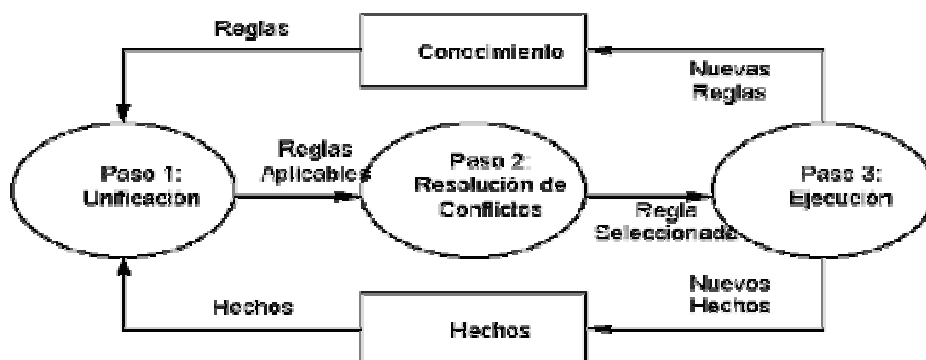 Reglas
Conocimiento
Nuevas
Reglas
Paso 1:
Unificación
Reglas
Aplicables
Paso 2:
Resolución de
Conflictos
Regla
Seleccionada
Paso 3:
Ejecución
Hechos
Hechos
Nuevos
Hechos